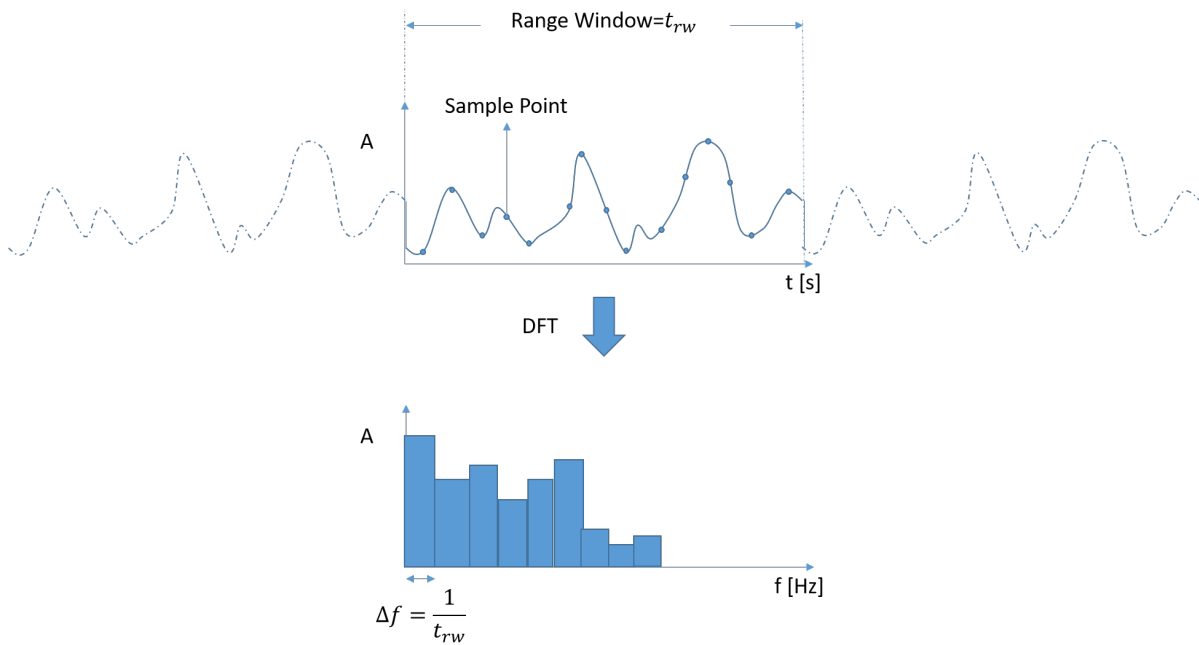 Range Window=t_rw
Sample Point
A
t [s]
DFT
A
f [Hz]
Δf = 1/t_rw